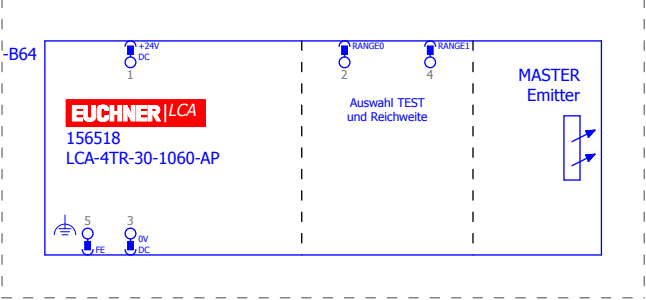 -B64
+24V
DC
1
RANGE0
2
RANGE1
4
MASTER
Emitter
EUCHNER LCA
Auswahl TEST
und Reichweite
156518
LCA-4TR-30-1060-AP
5
FE
3
0V
DC